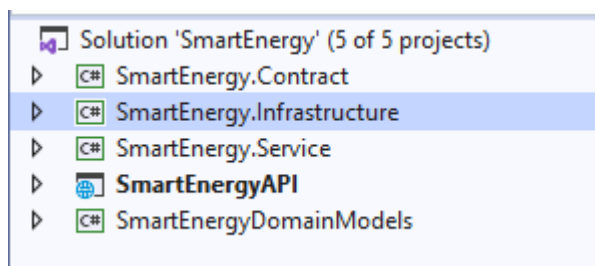 Solution 'SmartEnergy' (5 of 5 projects)
C# SmartEnergy.Contract
C# SmartEnergy.Infrastructure
C# SmartEnergy.Service
SmartEnergyAPI
C# SmartEnergyDomainModels